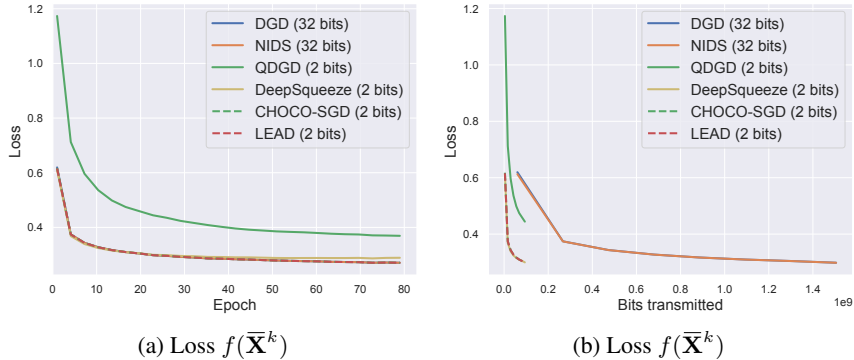 1.2
1.0
0.8
0.6
0.4
Loss
0 10 20 30 40 50 60 70 80
Epoch
DGD (32 bits)
NIDS (32 bits)
QDGD (2 bits)
DeepSqueeze (2 bits)
CHOCO-SGD (2 bits)
LEAD (2 bits)
(a) Loss f(X̅^k)
1.2
1.0
0.8
0.6
0.4
Loss
0.0 0.2 0.4 0.6 0.8 1.0 1.2 1.4
1e9
Bits transmitted
DGD (32 bits)
NIDS (32 bits)
QDGD (2 bits)
DeepSqueeze (2 bits)
CHOCO-SGD (2 bits)
LEAD (2 bits)
(b) Loss f(X̅^k)